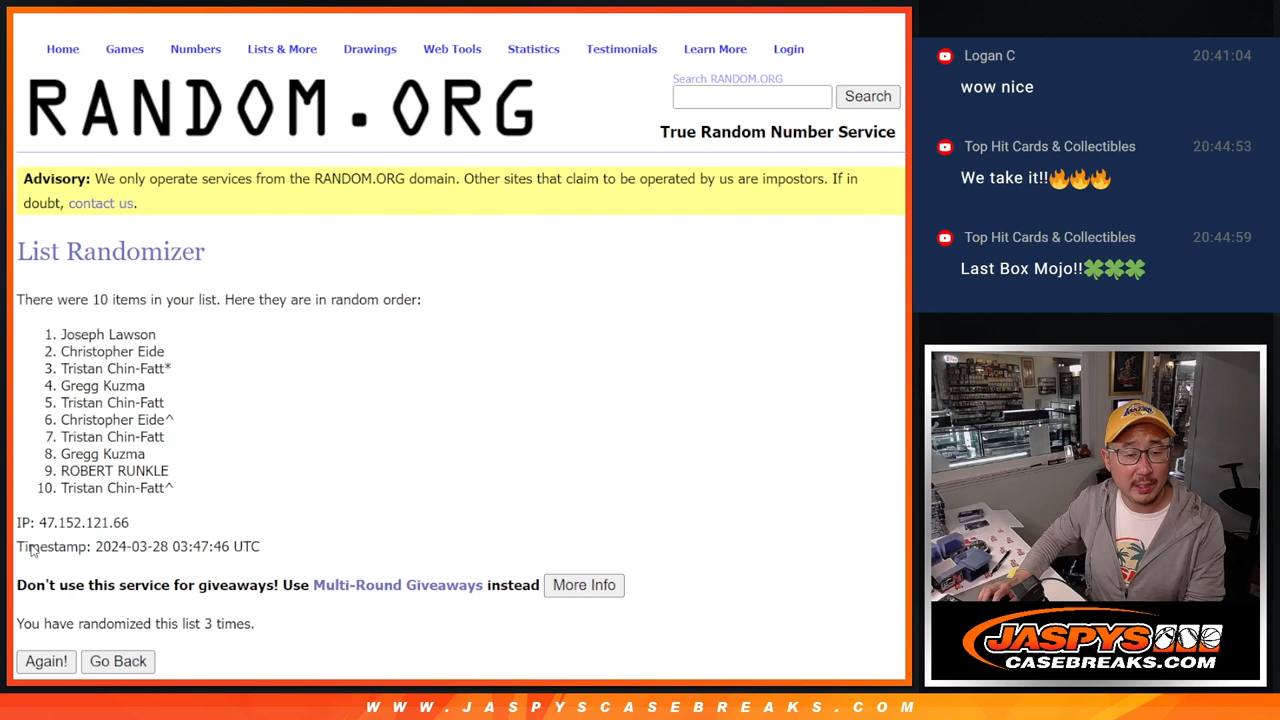 Home Games Numbers Lists & More Drawings Web Tools Statistics Testimonials Learn More Login
RANDOM.ORG
Search RANDOM.ORG
Search
True Random Number Service
Advisory: We only operate services from the RANDOM.ORG domain. Other sites that claim to be operated by us are impostors. If in
doubt, contact us.
List Randomizer
There were 10 items in your list. Here they are in random order:
1. Joseph Lawson
2. Christopher Eide
3. Tristan Chin-Fatt*
4. Gregg Kuzma
5. Tristan Chin-Fatt
6. Christopher Eide^
7. Tristan Chin-Fatt
8. Gregg Kuzma
9. ROBERT RUNKLE
10. Tristan Chin-Fatt^
IP: 47.152.121.66
Timestamp: 2024-03-28 03:47:46 UTC
Don't use this service for giveaways! Use Multi-Round Giveaways instead More Info
You have randomized this list 3 times.
Again! Go Back
Logan C 20:41:04
wow nice
Top Hit Cards & Collectibles 20:44:53
We take it!!🔥🔥🔥
Top Hit Cards & Collectibles 20:44:59
Last Box Mojo!!🍀🍀🍀
JASPYS
CASEBREAKS.COM
WWW.JASPYSCASEBREAKS.COM